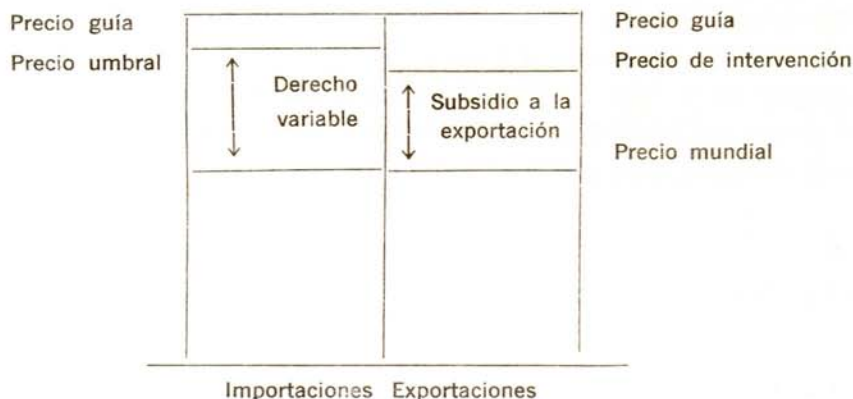 Precio guía
Precio umbral
Derecho
variable
Subsidio a la
exportación
Precio guía
Precio de intervención
Precio mundial
Importaciones Exportaciones